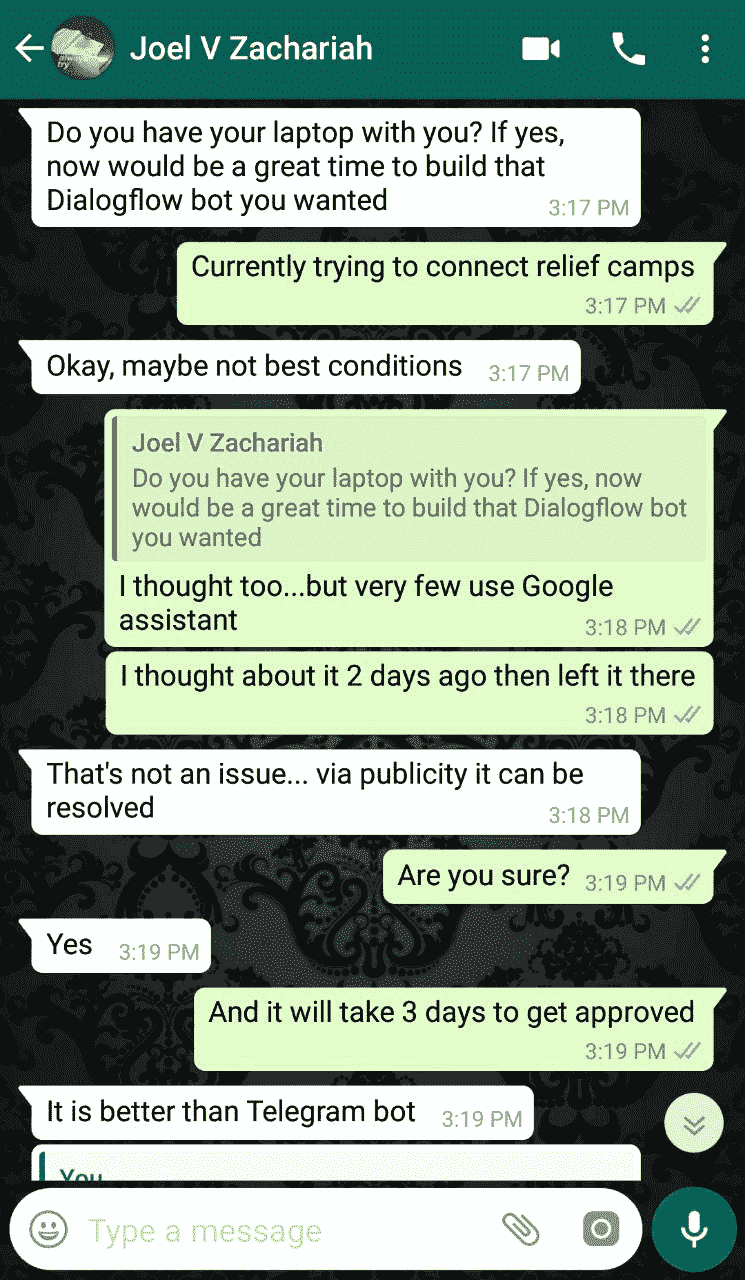 Joel V Zachariah
Do you have your laptop with you? If yes,
now would be a great time to build that
Dialogflow bot you wanted
3:17 PM
Currently trying to connect relief camps
3:17 PM
Okay, maybe not best conditions
3:17 PM
Joel V Zachariah
Do you have your laptop with you? If yes, now
would be a great time to build that Dialogflow bot
you wanted
I thought too...but very few use Google
assistant
3:18 PM
I thought about it 2 days ago then left it there
3:18 PM
That's not an issue... via publicity it can be
resolved
3:18 PM
Are you sure? 3:19 PM
Yes 3:19 PM
And it will take 3 days to get approved
3:19 PM
It is better than Telegram bot 3:19 PM
You
Type a message